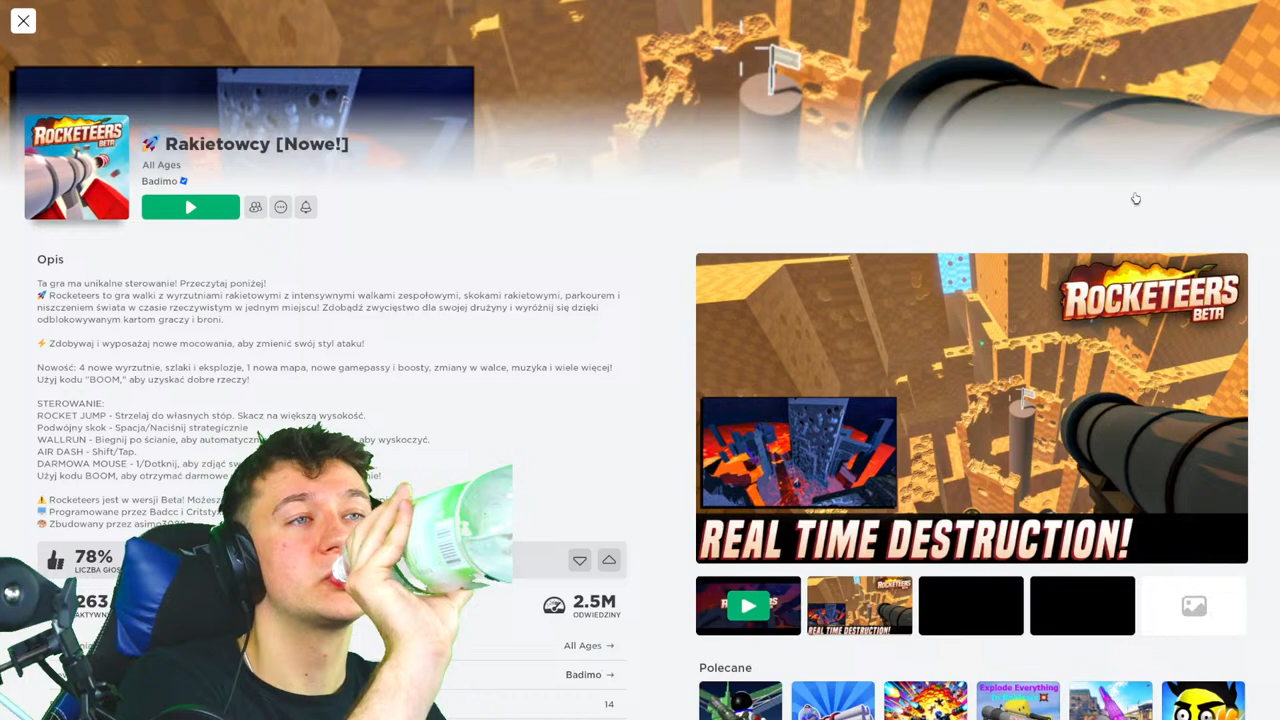 ROCKETEERS
BETA
🚀 Rakietowcy [Nowe!]
All Ages
Badimo
Opis
Ta gra ma unikalne sterowanie! Przeczytaj poniżej!
🚀 Rocketeers to gra walki z wyrzutniami rakietowymi z intensywnymi walkami zespołowymi, skokami rakietowymi, parkourem i
niszczeniem świata w czasie rzeczywistym w jednym miejscu! Zdobądź zwycięstwo dla swojej drużyny i wyróżnij się dzięki
odblokowywanym kartom graczy i broni.
⚡ Zdobywaj i wyposażaj nowe mocowania, aby zmienić swój styl ataku!
Nowość: 4 nowe wyrzutnie, szlaki i eksplozje, 1 nowa mapa, nowe gamepassy i boosty, zmiany w walce, muzyka i wiele więcej!
Użyj kodu "BOOM," aby uzyskać dobre rzeczy!
STEROWANIE:
ROCKET JUMP - Strzelaj do własnych stóp. Skacz na większą wysokość.
Podwójny skok - Spacja/Naciśnij strategicznie
WALLRUN - Biegnij po ścianie, aby aby wyskoczyć.
AIR DASH - Shift/Tap.
DARMOWA MOUSE - 1/Dotknij, aby zdjąć
Użyj kodu BOOM, aby otrzymać darmowe
⚠️ Rocketeers jest w wersji Beta!
🖥️ Programowane przez Badcc i
Zbudowany przez
78%
LICZBA
263
2.5M
ODWIEDZINY
All Ages →
Badimo →
14
ROCKETEERS
BETA
REAL TIME DESTRUCTION!
ROCKETEERS
REAL TIME DESTRUCTION!
Polecane
Explode Everything